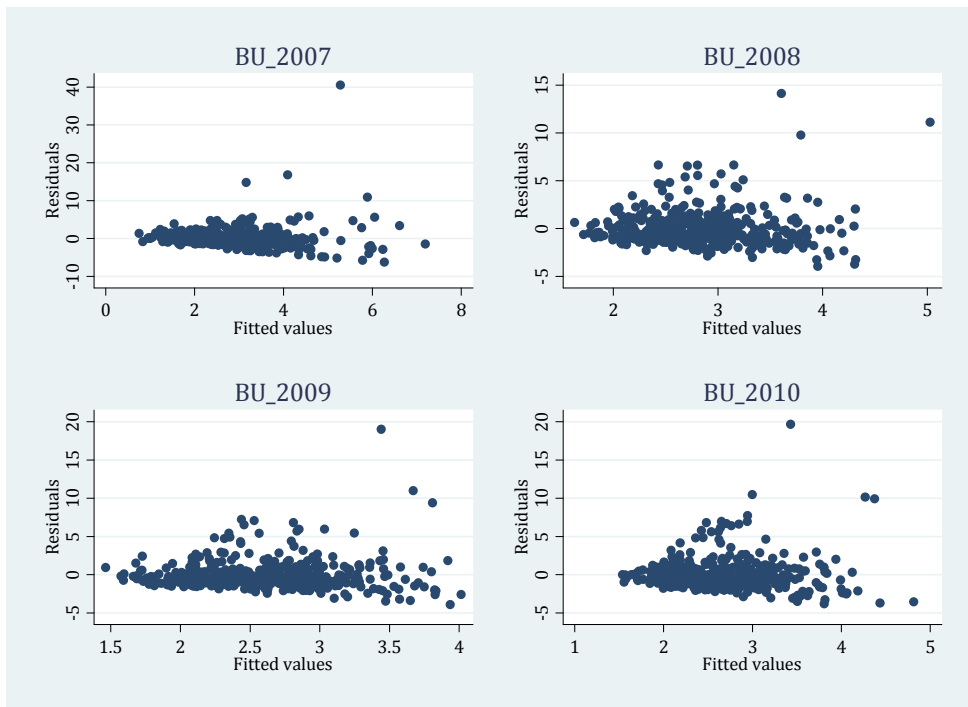 BU_2007
Residuals
40
30
20
10
0
-10
0 2 4 6 8
Fitted values
BU_2008
Residuals
15
10
5
0
-5
2 3 4 5
Fitted values
BU_2009
Residuals
20
15
10
5
0
-5
1.5 2 2.5 3 3.5 4
Fitted values
BU_2010
Residuals
20
15
10
5
0
-5
1 2 3 4 5
Fitted values